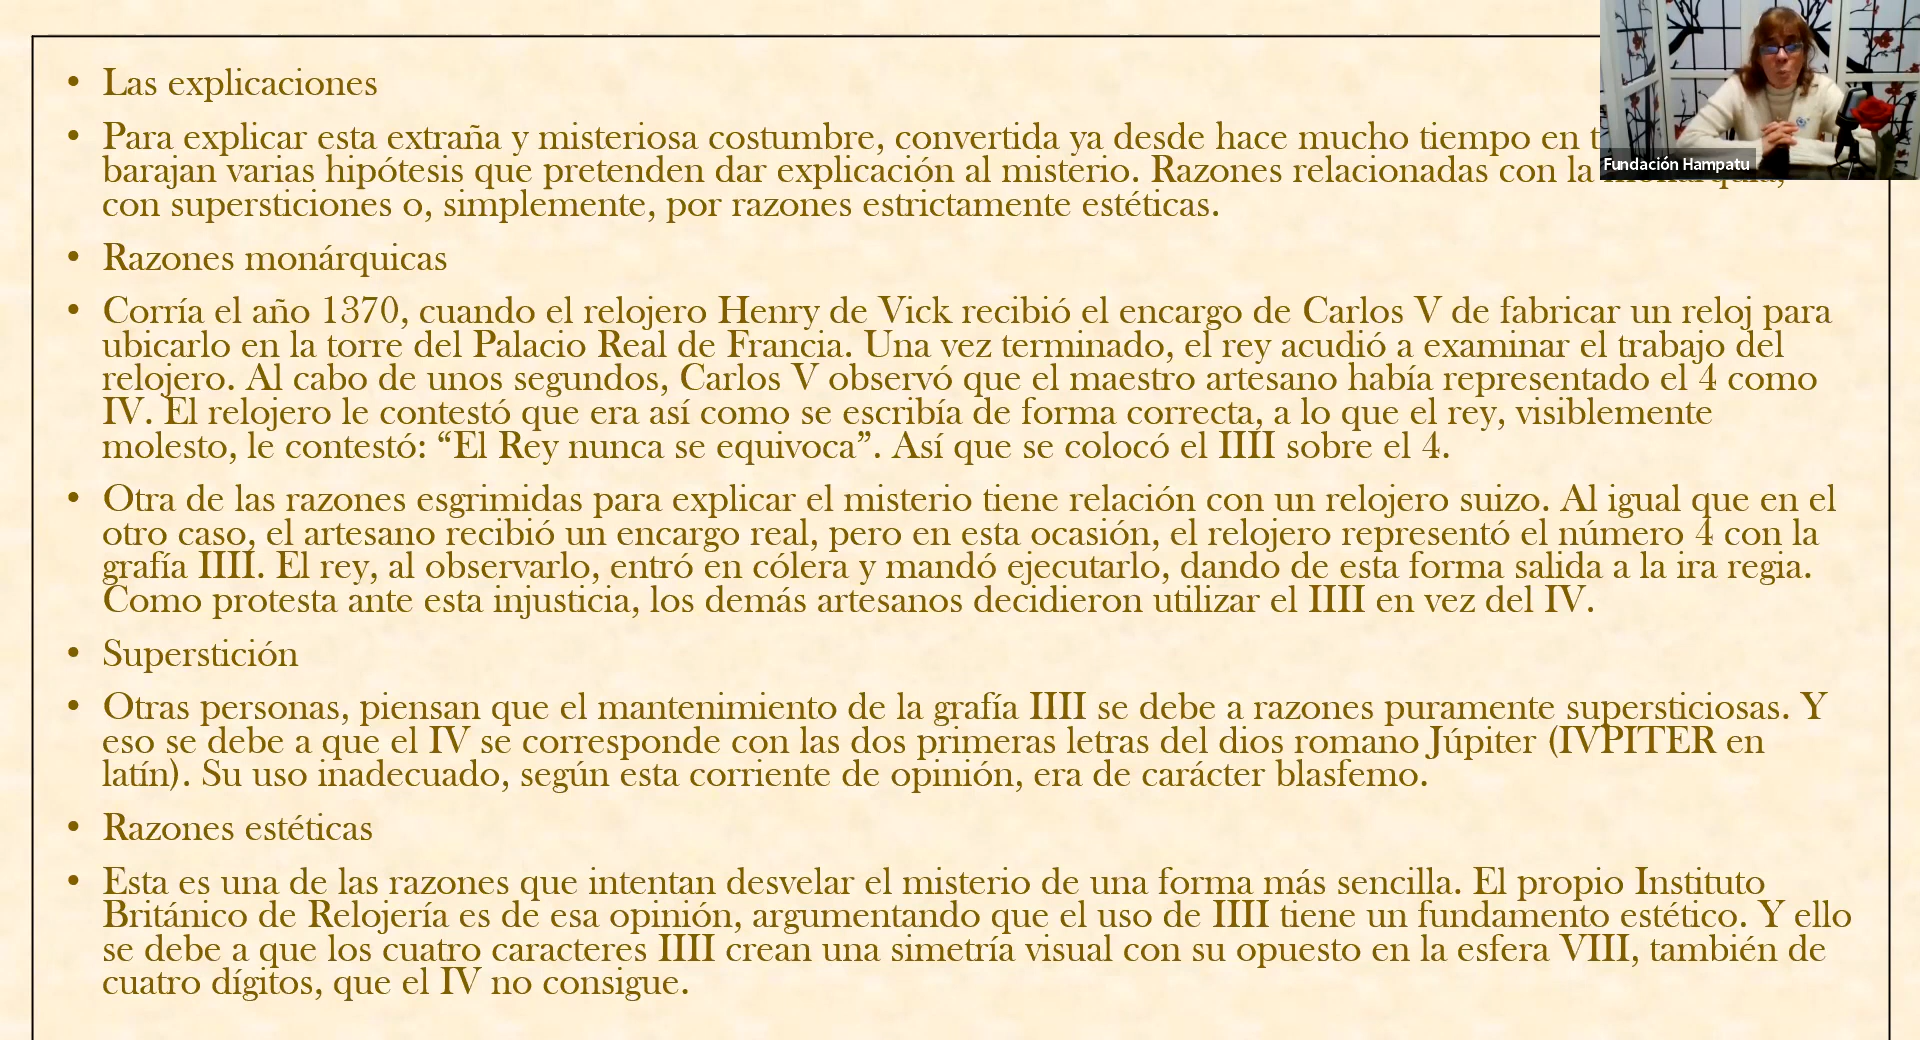 • Las explicaciones
• Para explicar esta extraña y misteriosa costumbre, convertida ya desde hace mucho tiempo en
barajan varias hipótesis que pretenden dar explicación al misterio. Razones relacionadas con la
con supersticiones o, simplemente, por razones estrictamente estéticas.
• Razones monárquicas
• Corría el año 1370, cuando el relojero Henry de Vick recibió el encargo de Carlos V de fabricar un reloj para
ubicarlo en la torre del Palacio Real de Francia. Una vez terminado, el rey acudió a examinar el trabajo del
relojero. Al cabo de unos segundos, Carlos V observó que el maestro artesano había representado el 4 como
IV. El relojero le contestó que era así como se escribía de forma correcta, a lo que el rey, visiblemente
molesto, le contestó: “El Rey nunca se equivoca”. Así que se colocó el IIII sobre el 4.
• Otra de las razones esgrimidas para explicar el misterio tiene relación con un relojero suizo. Al igual que en el
otro caso, el artesano recibió un encargo real, pero en esta ocasión, el relojero representó el número 4 con la
grafía IIII. El rey, al observarlo, entró en cólera y mandó ejecutarlo, dando de esta forma salida a la ira regia.
Como protesta ante esta injusticia, los demás artesanos decidieron utilizar el IIII en vez del IV.
• Superstición
• Otras personas, piensan que el mantenimiento de la grafía IIII se debe a razones puramente supersticiosas. Y
eso se debe a que el IV se corresponde con las dos primeras letras del dios romano Júpiter (IVPITER en
latín). Su uso inadecuado, según esta corriente de opinión, era de carácter blasfemo.
• Razones estéticas
• Esta es una de las razones que intentan desvelar el misterio de una forma más sencilla. El propio Instituto
Británico de Relojería es de esa opinión, argumentando que el uso de IIII tiene un fundamento estético. Y ello
se debe a que los cuatro caracteres IIII crean una simetría visual con su opuesto en la esfera VIII, también de
cuatro dígitos, que el IV no consigue.
Fundación Hampatu